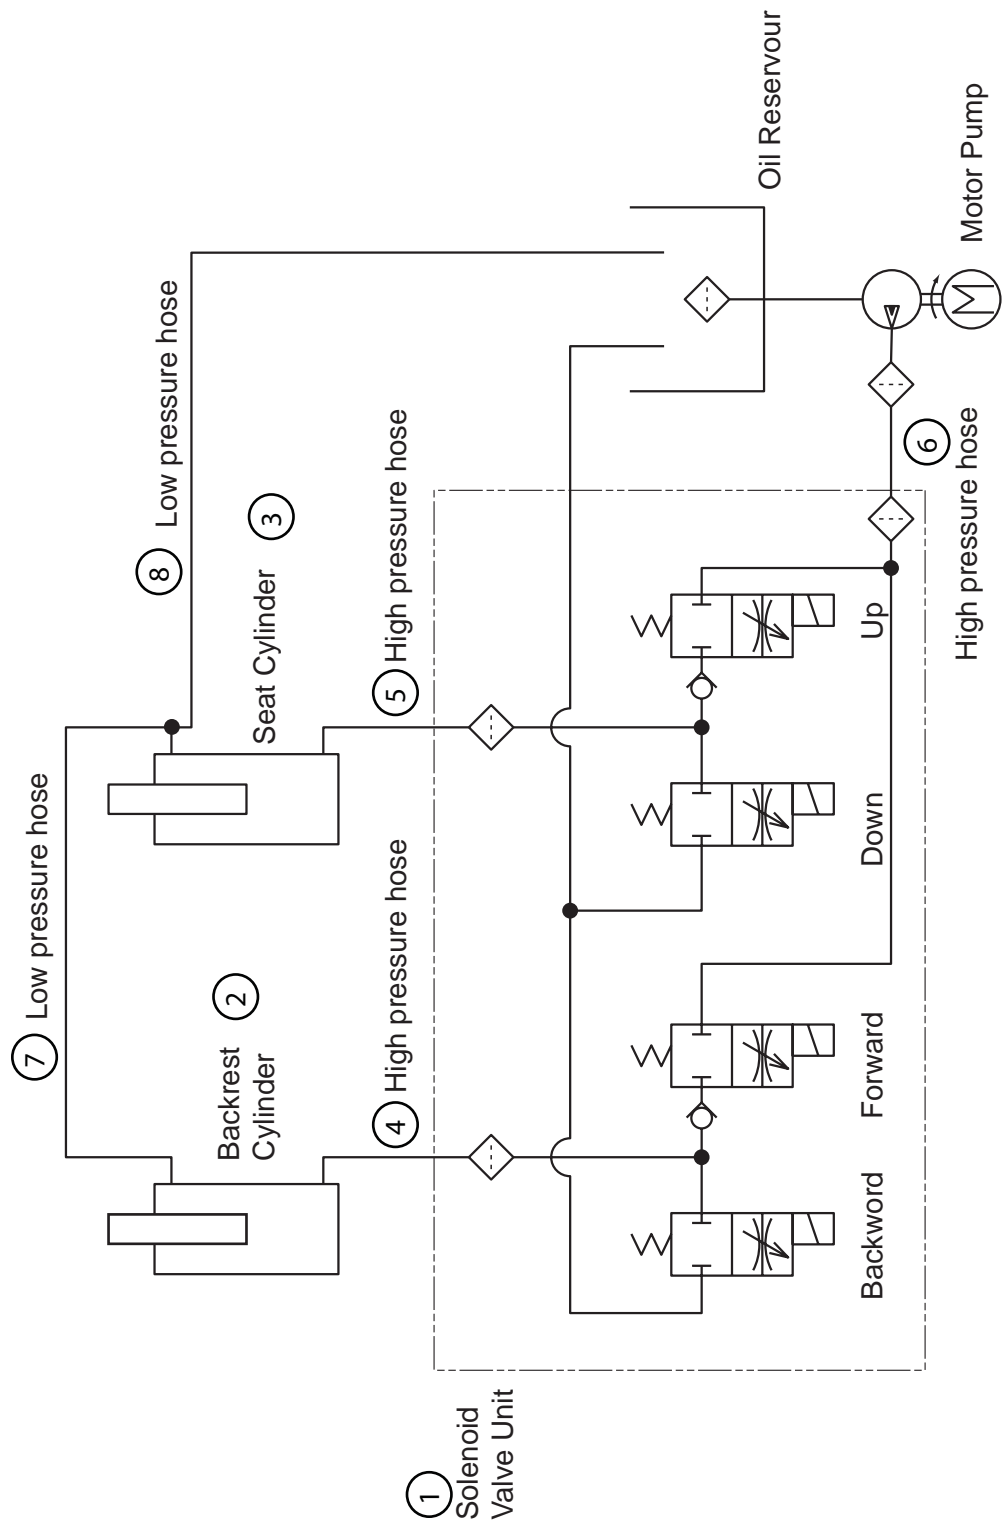 7 Low pressure hose
8 Low pressure hose
2
Backrest
Cylinder
Seat Cylinder 3
4 High pressure hose
5 High pressure hose
1
Solenoid
Valve Unit
Backword
Forward
Down
Up
6
High pressure hose
Oil Reservour
M
Motor Pump